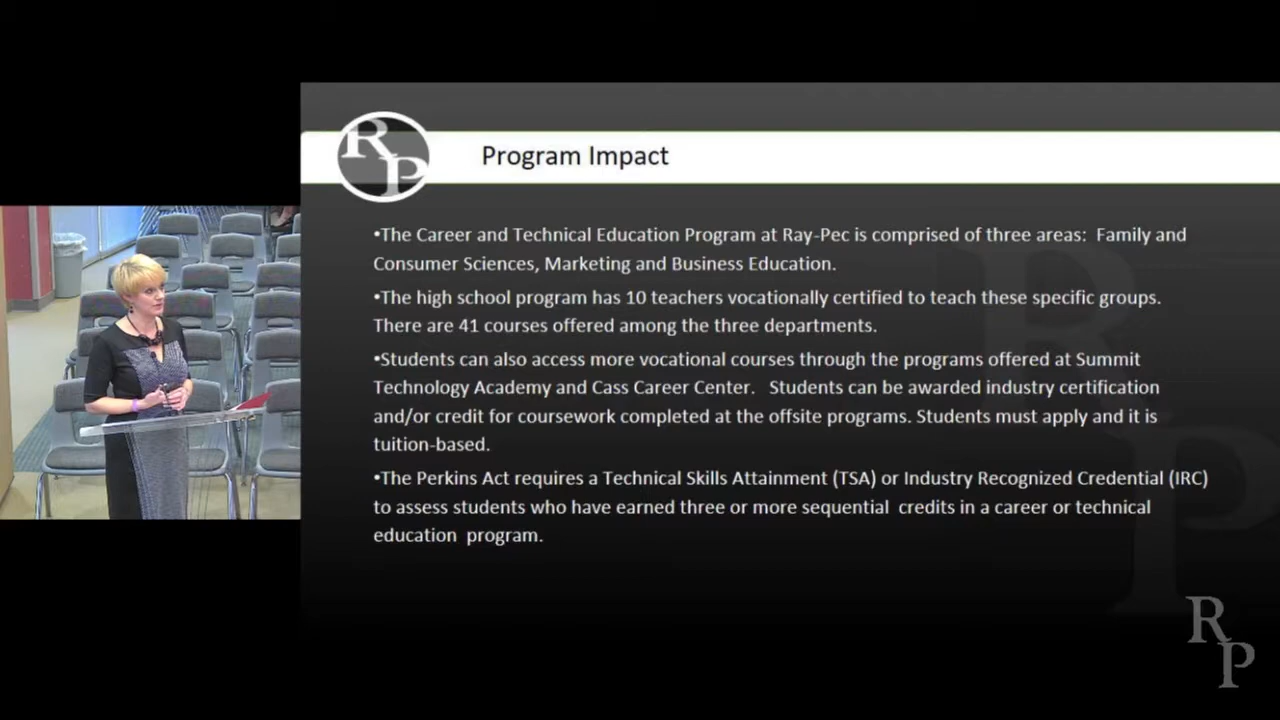 RP
Program Impact
•The Career and Technical Education Program at Ray-Pec is comprised of three areas:  Family and
Consumer Sciences, Marketing and Business Education.
•The high school program has 10 teachers vocationally certified to teach these specific groups.
There are 41 courses offered among the three departments.
•Students can also access more vocational courses through the programs offered at Summit
Technology Academy and Cass Career Center.   Students can be awarded industry certification
and/or credit for coursework completed at the offsite programs. Students must apply and it is
tuition-based.
•The Perkins Act requires a Technical Skills Attainment (TSA) or Industry Recognized Credential (IRC)
to assess students who have earned three or more sequential  credits in a career or technical
education  program.
RP
RP